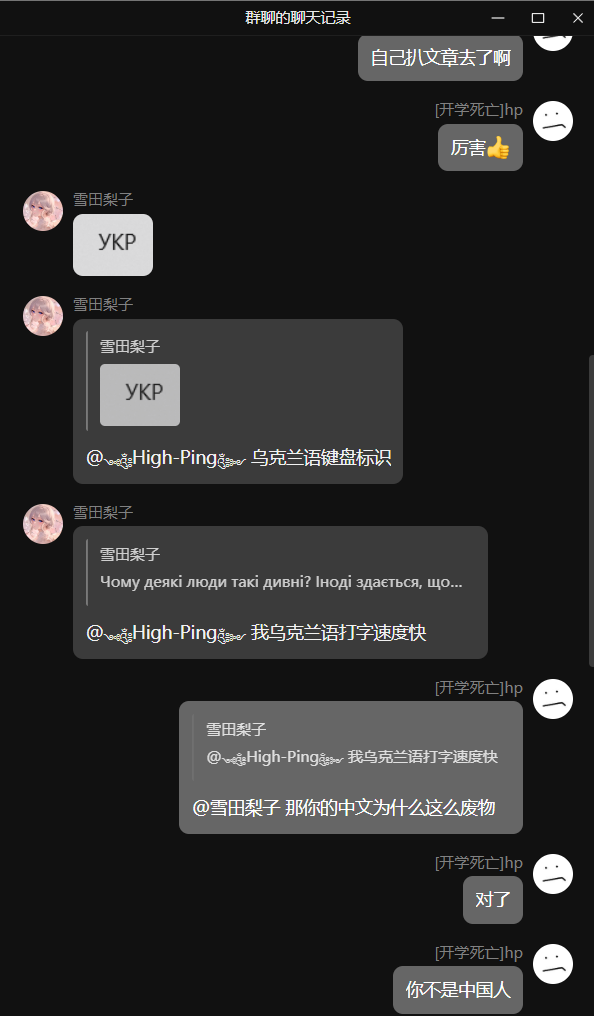 群聊的聊天记录
自己扒文章去了啊
[开学死亡]hp
厉害👍
雪田梨子
УКР
雪田梨子
雪田梨子
УКР
@High-Ping 乌克兰语键盘标识
雪田梨子
雪田梨子
Чому деякі люди такі дивні? Іноді здається, що...
@High-Ping 我乌克兰语打字速度快
[开学死亡]hp
雪田梨子
@High-Ping 我乌克兰语打字速度快
@雪田梨子 那你的中文为什么这么废物
[开学死亡]hp
对了
[开学死亡]hp
你不是中国人